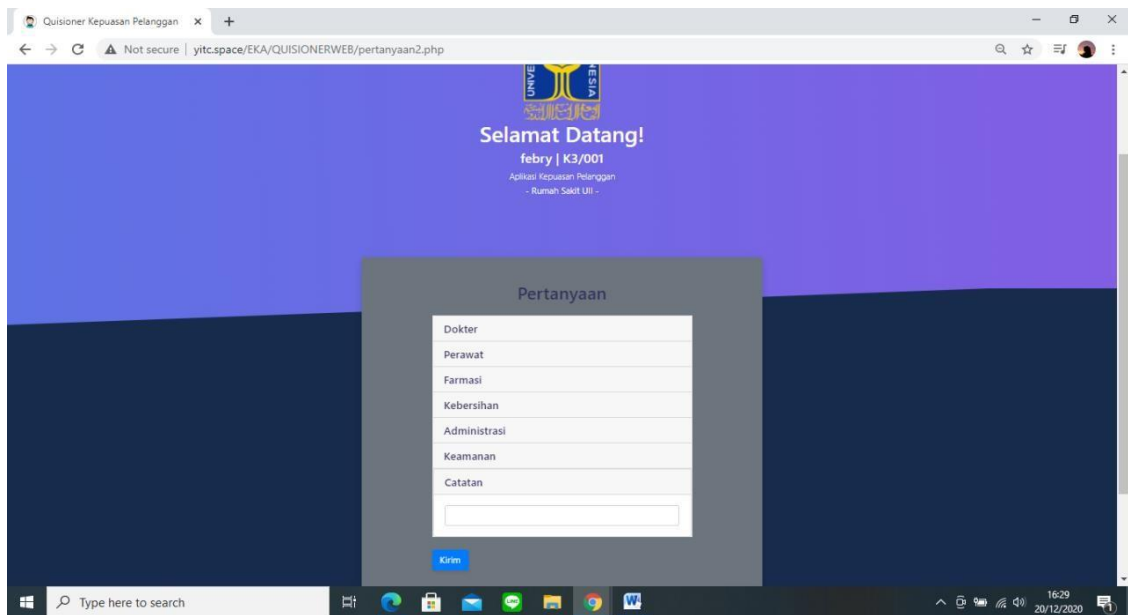 Quisioner Kepuasan Pelanggan
Not secure | yitc.space/EKA/QUISIONERWEB/pertanyaan2.php
UNIVE
NESIA
Selamat Datang!
febry | K3/001
Aplikasi Kepuasan Pelanggan
- Rumah Sakit UII -
Pertanyaan
Dokter
Perawat
Farmasi
Kebersihan
Administrasi
Keamanan
Catatan
Kirim
Type here to search
16:29
20/12/2020